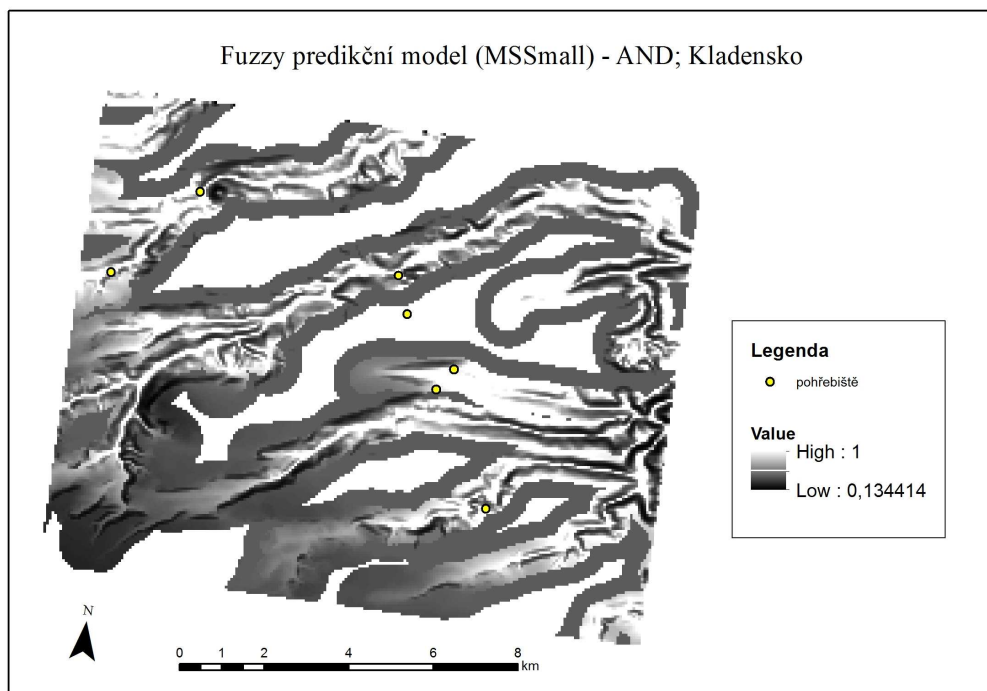 Fuzzy predikční model (MSSmall) - AND; Kladensko
Legenda
pohřebiště
Value
High : 1
Low : 0,134414
N
0 1 2 4 6 8
km